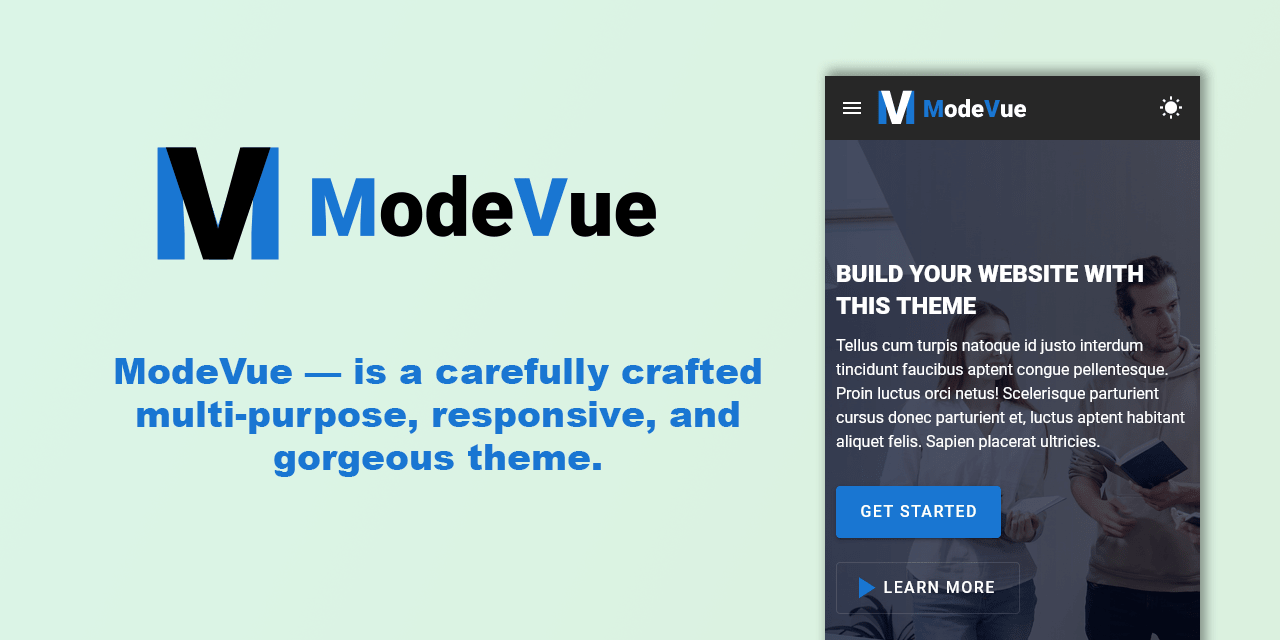 ModeVue
ModeVue — is a carefully crafted
multi-purpose, responsive, and
gorgeous theme.
ModeVue
BUILD YOUR WEBSITE WITH
THIS THEME
Tellus cum turpis natoque id justo interdum
tincidunt faucibus aptent congue pellentesque.
Proin luctus orci netus! Scelerisque parturient
cursus donec parturient et, luctus aptent habitant
aliquet felis. Sapien placerat ultricies.
GET STARTED
LEARN MORE